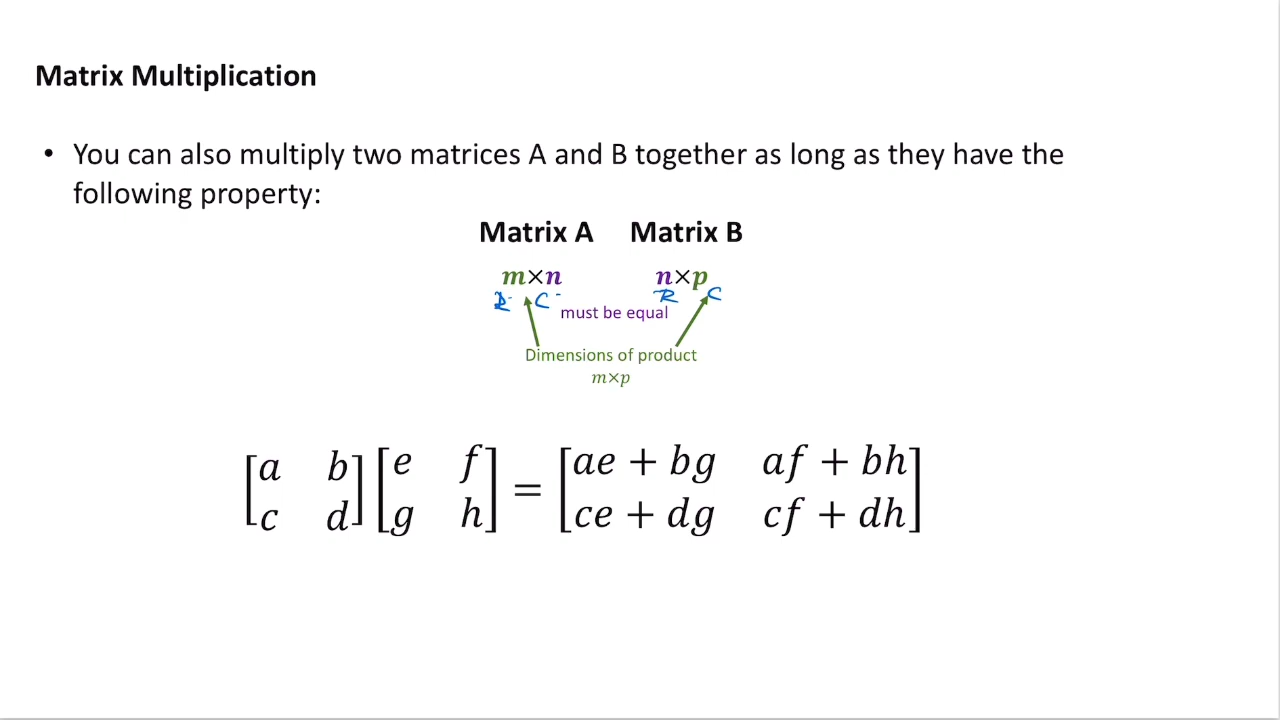 Matrix Multiplication
• You can also multiply two matrices A and B together as long as they have the
following property:
Matrix A Matrix B
m×n n×p
R C R C
must be equal
Dimensions of product
m×p
[a b] [e f] = [ae + bg af + bh]
[c d] [g h] [ce + dg cf + dh]